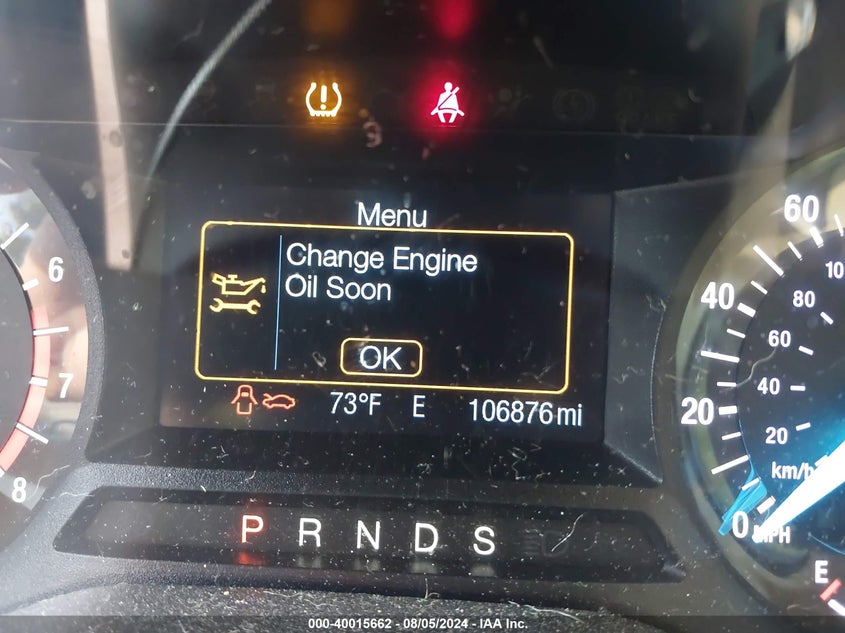 Menu
Change Engine
Oil Soon
OK
73°F E 106876 mi
P R N D S
6
7
8
60
40
20
0
MPH
80
60
40
20
km/h
E
000-40015662 - 08/05/2024 - IAA Inc.